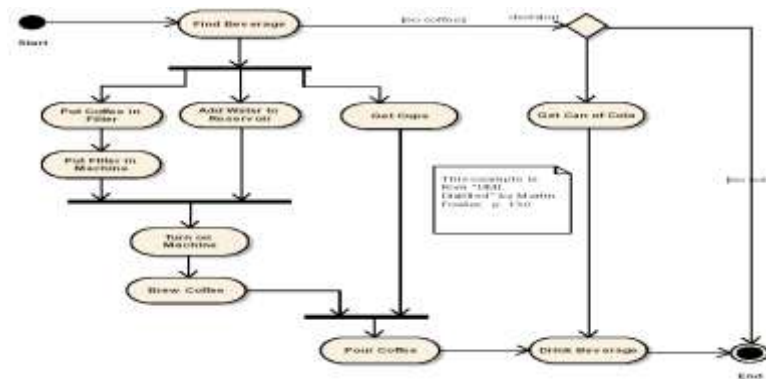 Find Beverage
[no coffee]
decision
Start
Put Coffee in
Filter
Add Water to
Reservoir
Get Cups
Get Can of Cola
Put Filter in
Machine
This example is
from "UML
Distilled" by Martin
Fowler p
[no
Turn on
Machine
Brew Coffee
Pour Coffee
Drink Beverage
End